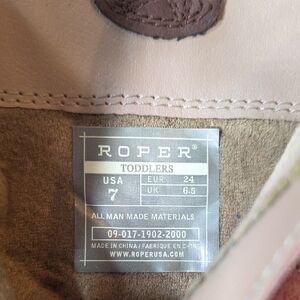 ROPER®
TODDLERS
USA EUR 24
7 UK 6.5
ALL MAN MADE MATERIALS
09-017-1902-2000
MADE IN CHINA / FABRIQUÉ EN CHINE
WWW.ROPERUSA.COM